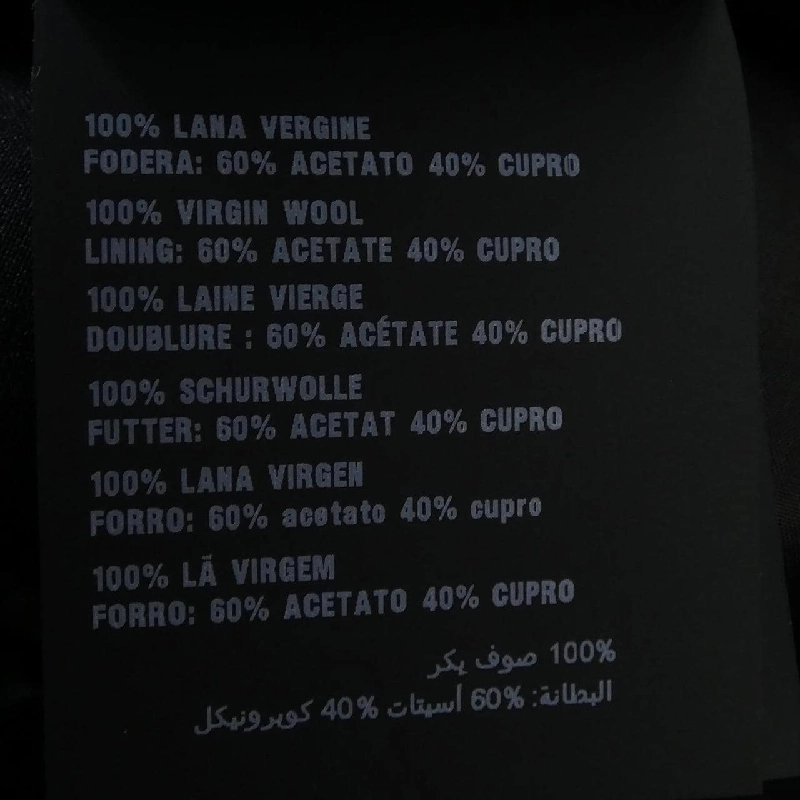 100% LANA VERGINE
FODERA: 60% ACETATO 40% CUPRO
100% VIRGIN WOOL
LINING: 60% ACETATE 40% CUPRO
100% LAINE VIERGE
DOUBLURE : 60% ACÉTATE 40% CUPRO
100% SCHURWOLLE
FUTTER: 60% ACETAT 40% CUPRO
100% LANA VIRGEN
FORRO: 60% acetato 40% cupro
100% LÃ VIRGEM
FORRO: 60% ACETATO 40% CUPRO
100% صوف بكر
البطانة: 60% أسيتات 40% كوبرونيكل